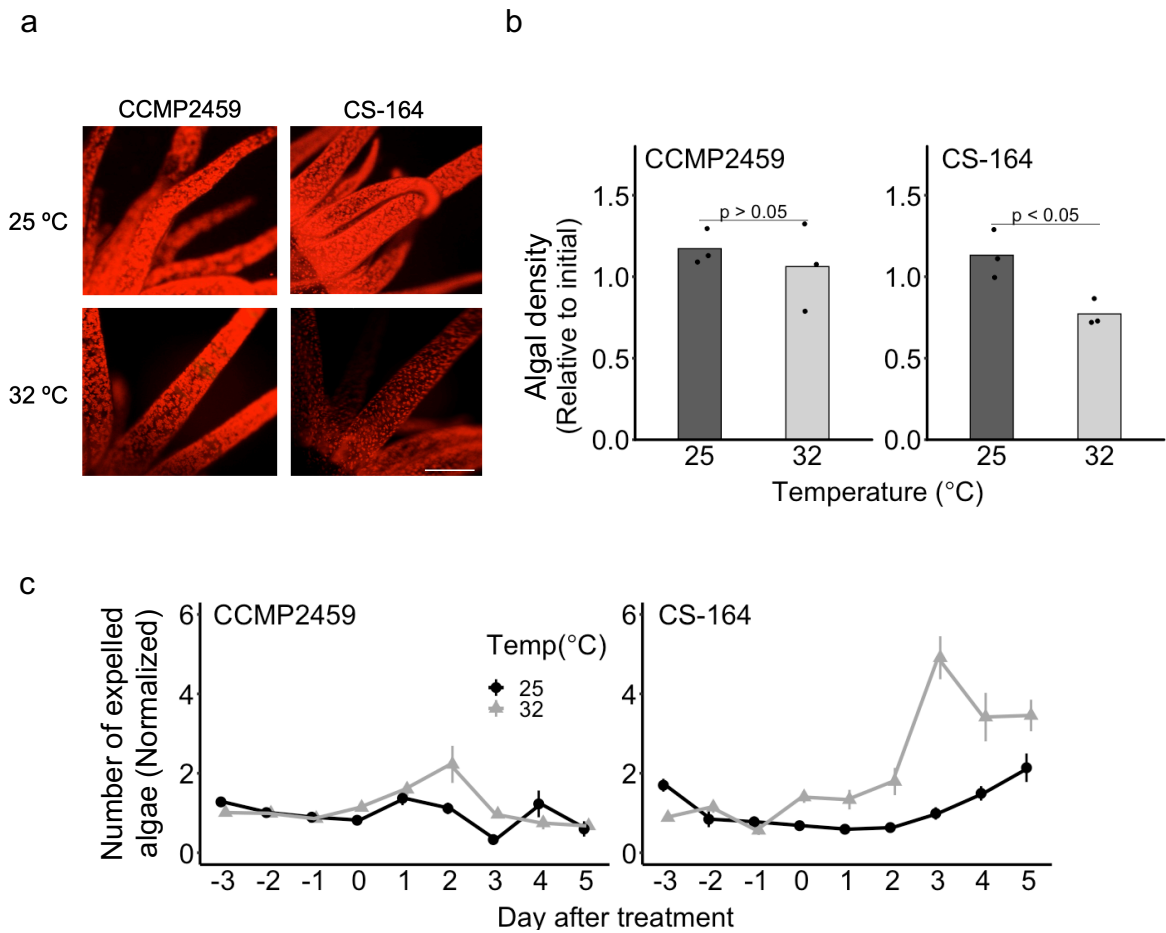 a
CCMP2459
CS-164
25 ºC
32 ºC
b
Algal density
(Relative to initial)
CCMP2459
1.5
1.0
0.5
0.0
p > 0.05
25
32
CS-164
1.5
1.0
0.5
0.0
p < 0.05
25
32
Temperature (°C)
c
Number of expelled
algae (Normalized)
CCMP2459
6
4
2
0
Temp(°C)
25
32
-3 -2 -1 0 1 2 3 4 5
CS-164
6
4
2
0
-3 -2 -1 0 1 2 3 4 5
Day after treatment